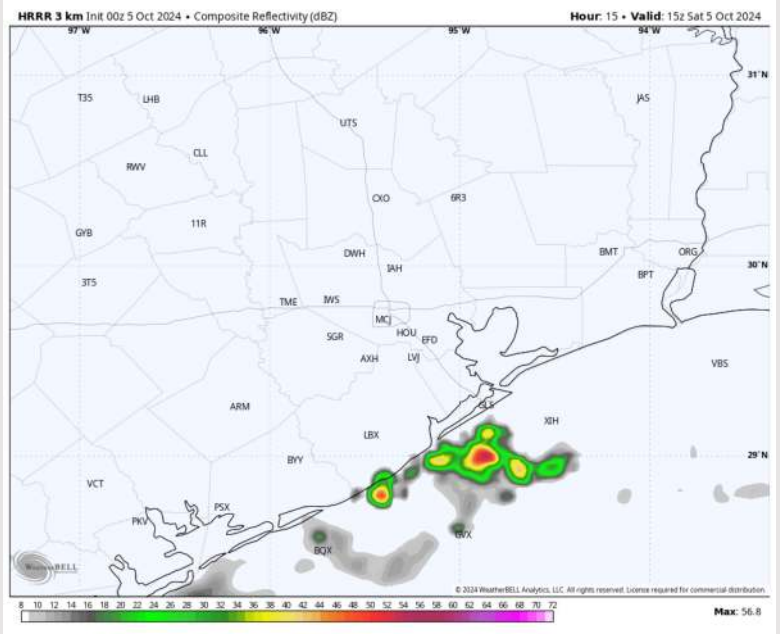 HRRR 3 km Init 00z 5 Oct 2024 • Composite Reflectivity (dBZ) Hour: 15 • Valid: 15z Sat 5 Oct 2024
97°W 96°W 95°W 94°W
31°N
T35 LHB JAS
UTS
CLL
RWV
CXO 6R3
11R
GYB
DWH BMT ORG
IAH 30°N
BPT
3T5
TME IWS
MCJ
SGR HOU EFD
AXH LVJ
VBS
ARM GLS
XIH
LBX
BYY 29°N
VCT
PSX
PKV
GVX
BQX
WeatherBELL
© 2024 WeatherBELL Analytics, LLC. All rights reserved. License required for commercial distribution.
8 10 12 14 16 18 20 22 24 26 28 30 32 34 36 38 40 42 44 46 48 50 52 54 56 58 60 62 64 66 68 70 72
Max: 56.8